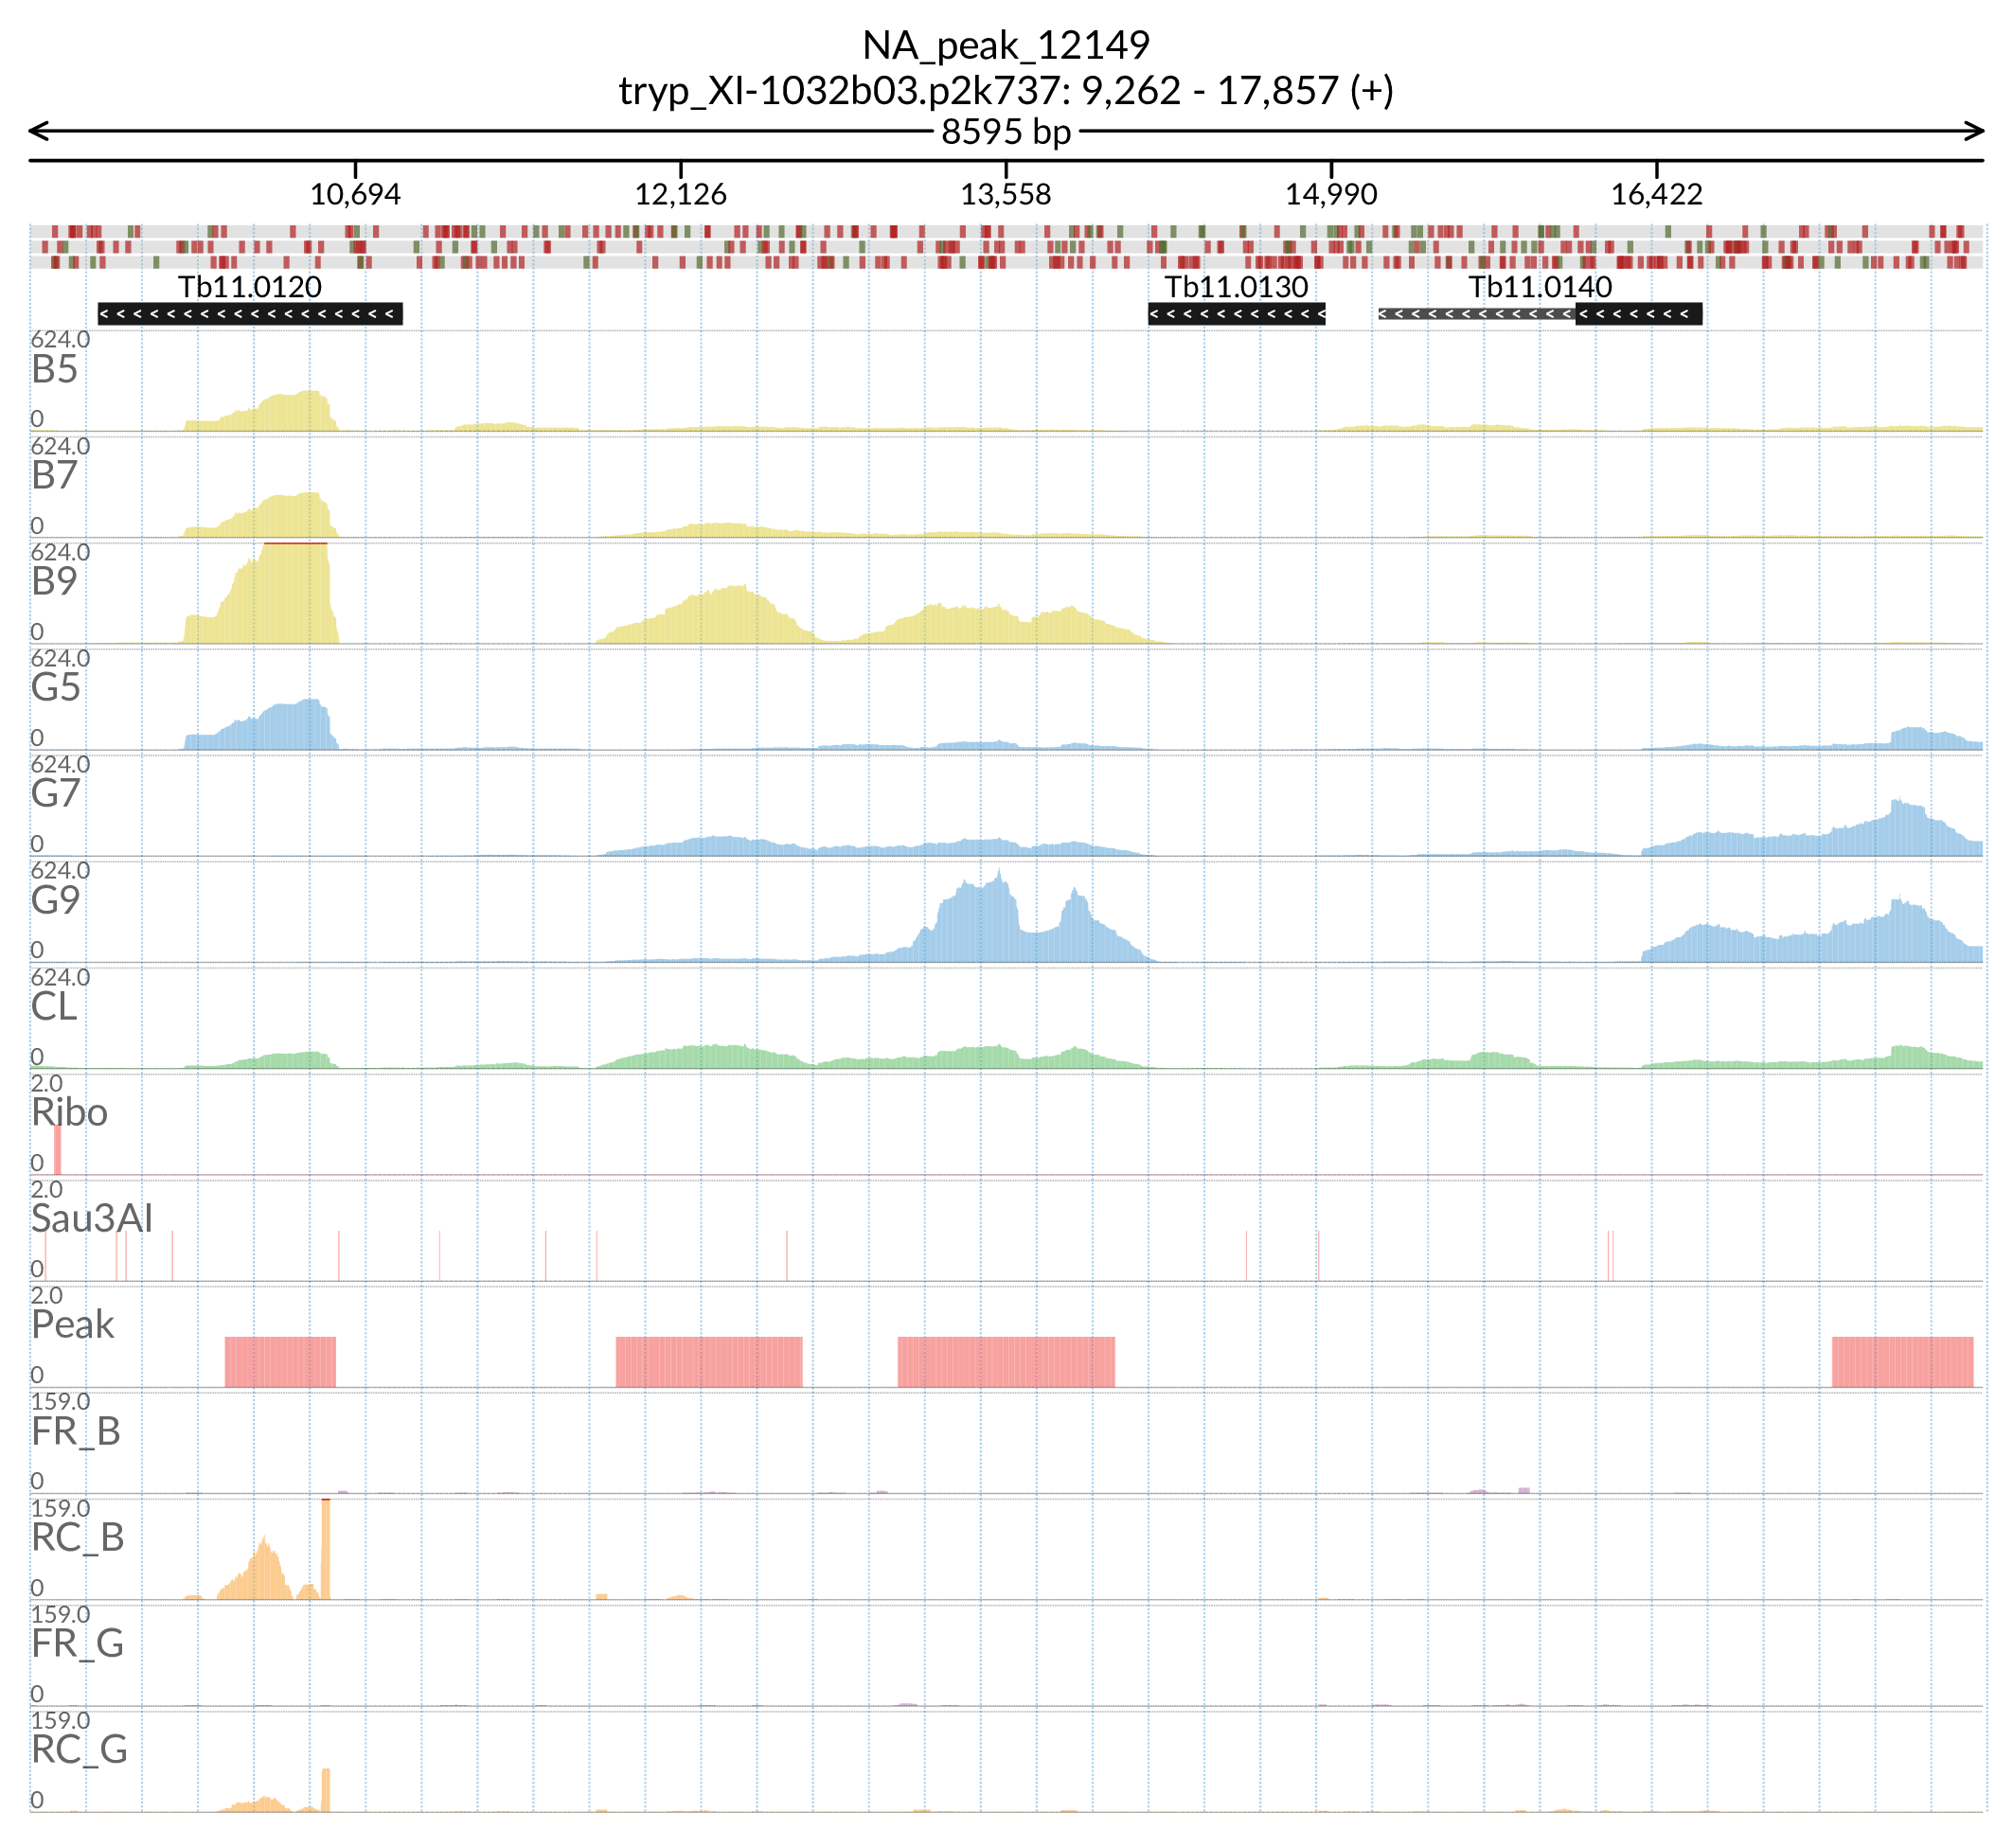 NA_peak_12149
tryp_XI-1032b03.p2k737: 9,262 - 17,857 (+)
8595 bp
10,694 12,126 13,558 14,990 16,422
Tb11.0120 Tb11.0130 Tb11.0140
624.0
B5
0
624.0
B7
0
624.0
B9
0
624.0
G5
0
624.0
G7
0
624.0
G9
0
624.0
CL
0
2.0
Ribo
0
2.0
Sau3AI
0
2.0
Peak
0
159.0
FR_B
0
159.0
RC_B
0
159.0
FR_G
0
159.0
RC_G
0